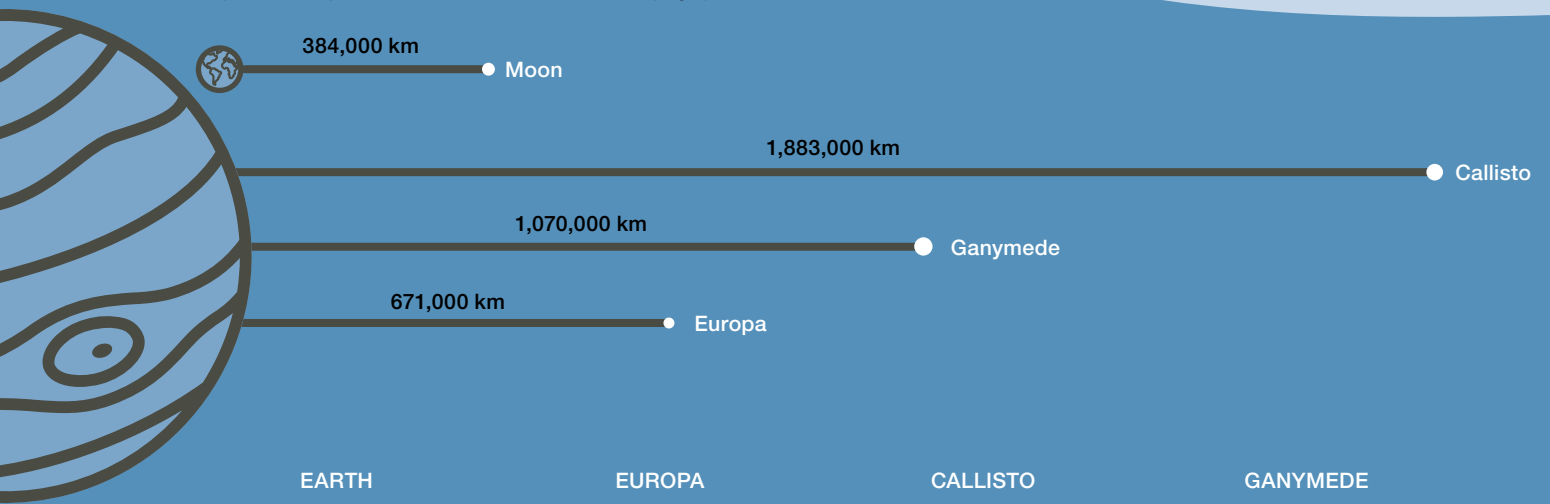 384,000 km
Moon
1,883,000 km
Callisto
1,070,000 km
Ganymede
671,000 km
Europa
EARTH EUROPA CALLISTO GANYMEDE